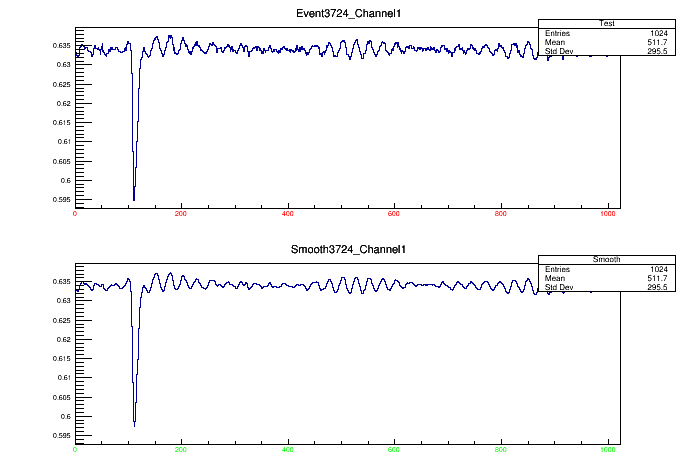 Event3724_Channel1
Test
Entries 1024
Mean 511.7
Std Dev 295.5
0.635
0.63
0.625
0.62
0.615
0.61
0.605
0.6
0.595
0 200 400 600 800 1000
Smooth3724_Channel1
Smooth
Entries 1024
Mean 511.7
Std Dev 295.5
0.635
0.63
0.625
0.62
0.615
0.61
0.605
0.6
0.595
0 200 400 600 800 1000